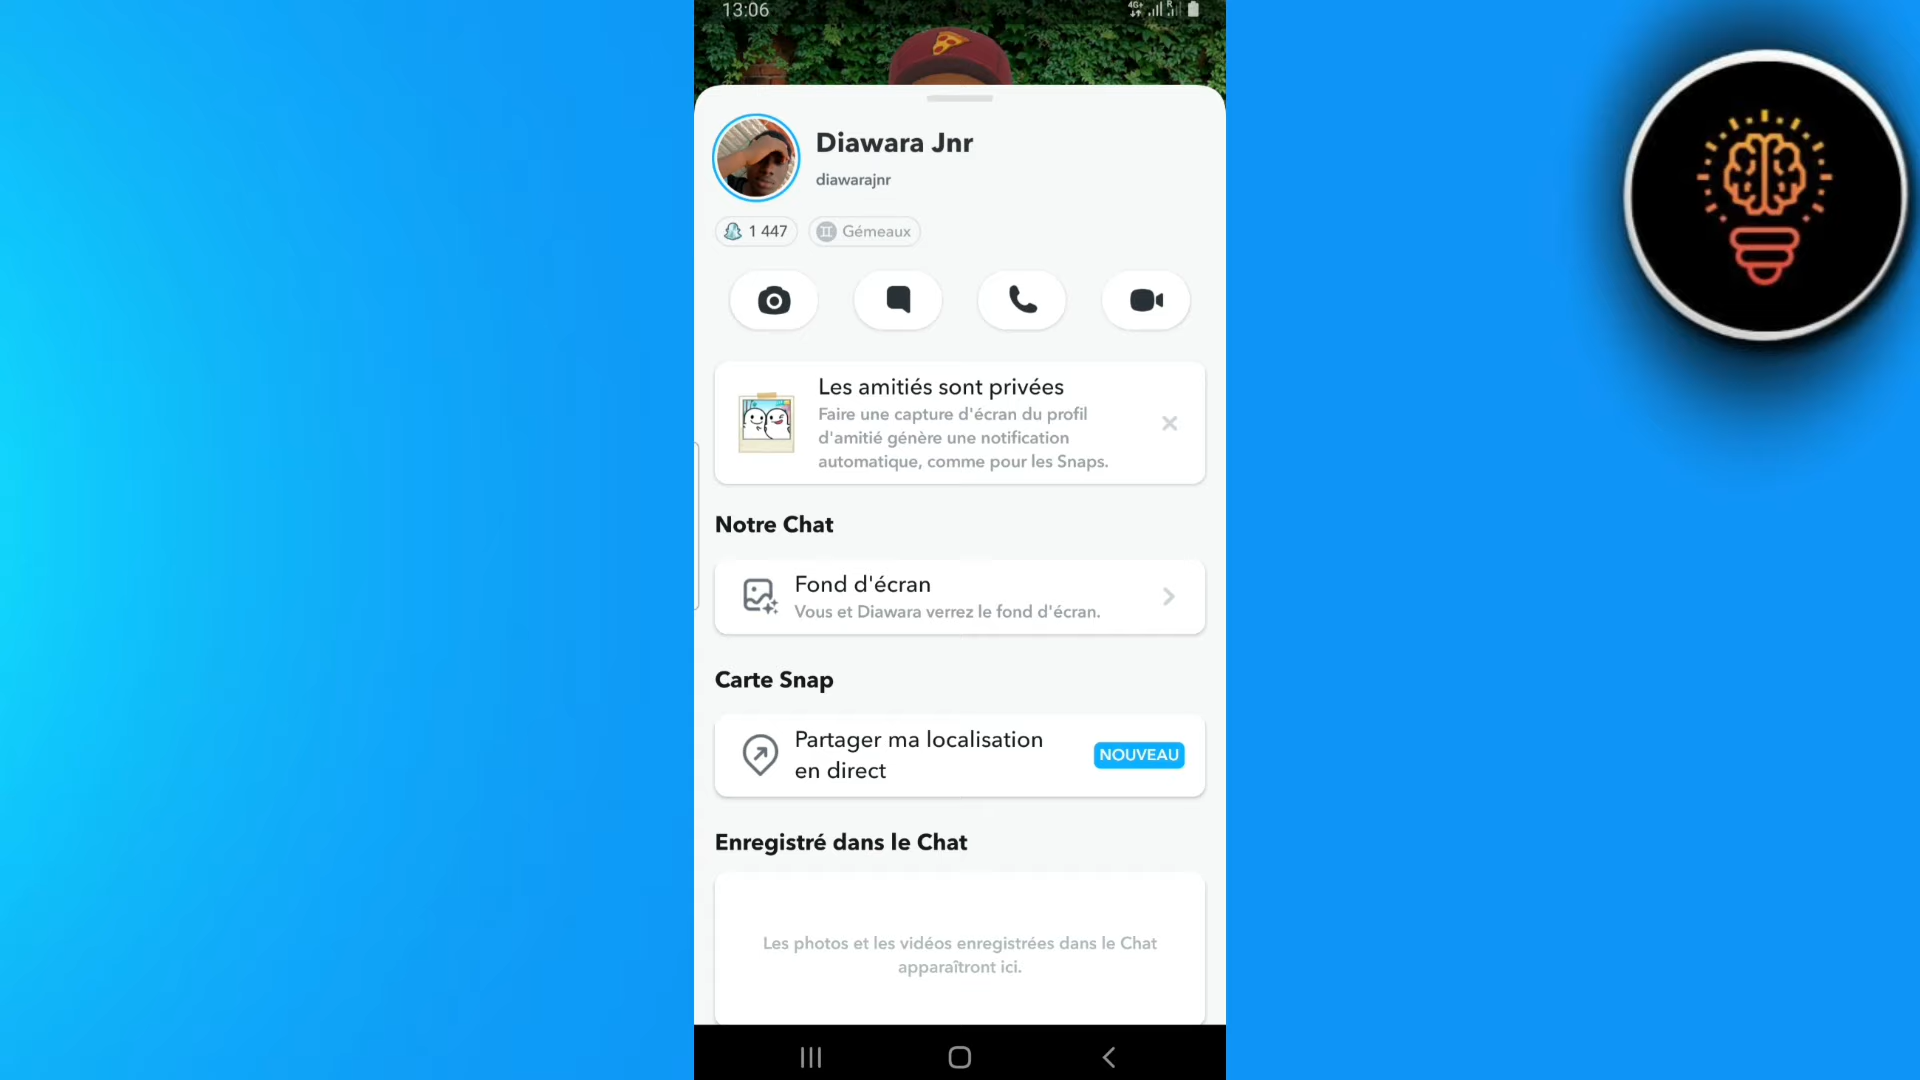 13:06
4G+ R
Diawara Jnr
diawarajnr
1 447
Gémeaux
Les amitiés sont privées
Faire une capture d'écran du profil
d'amitié génère une notification
automatique, comme pour les Snaps.
Notre Chat
Fond d'écran
Vous et Diawara verrez le fond d'écran.
Carte Snap
Partager ma localisation
en direct
NOUVEAU
Enregistré dans le Chat
Les photos et les vidéos enregistrées dans le Chat
apparaîtront ici.